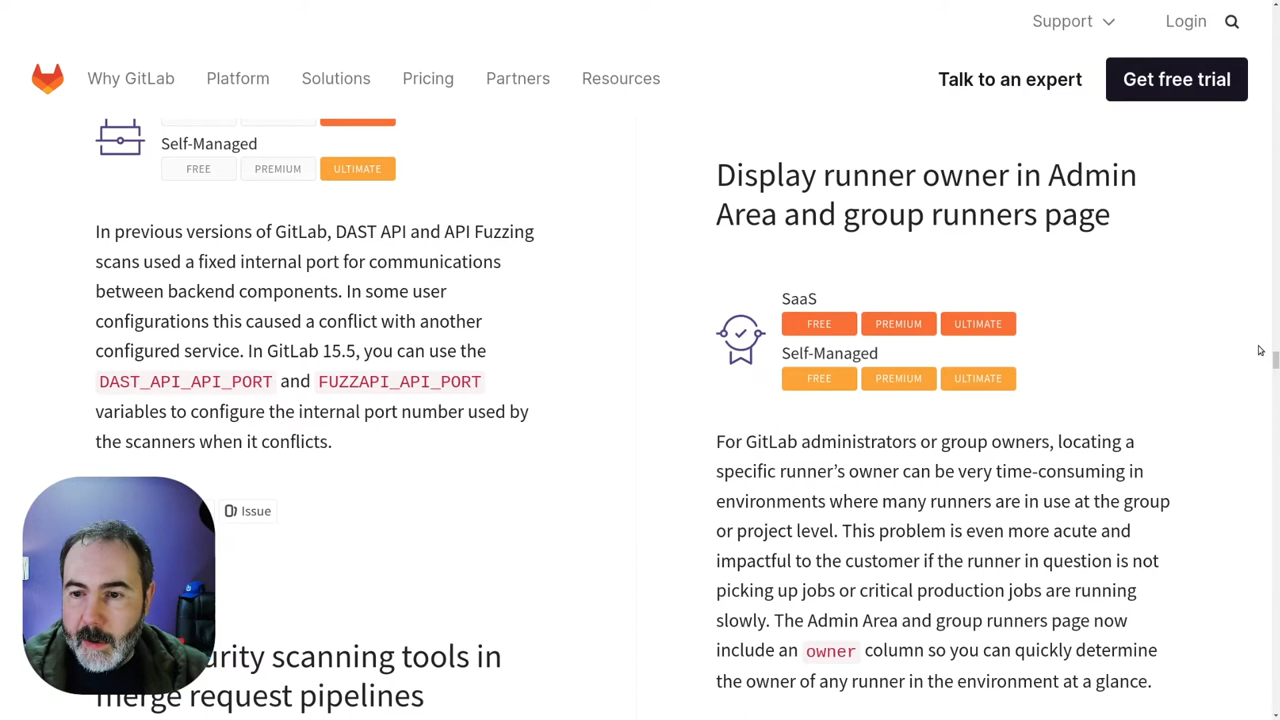 Support
Login
Why GitLab
Platform
Solutions
Pricing
Partners
Resources
Talk to an expert
Get free trial
Self-Managed
FREE
PREMIUM
ULTIMATE
In previous versions of GitLab, DAST API and API Fuzzing
scans used a fixed internal port for communications
between backend components. In some user
configurations this caused a conflict with another
configured service. In GitLab 15.5, you can use the
DAST_API_API_PORT and FUZZAPI_API_PORT
variables to configure the internal port number used by
the scanners when it conflicts.
Issue
scanning tools in
merge request pipelines
Display runner owner in Admin
Area and group runners page
SaaS
FREE
PREMIUM
ULTIMATE
Self-Managed
FREE
PREMIUM
ULTIMATE
For GitLab administrators or group owners, locating a
specific runner’s owner can be very time-consuming in
environments where many runners are in use at the group
or project level. This problem is even more acute and
impactful to the customer if the runner in question is not
picking up jobs or critical production jobs are running
slowly. The Admin Area and group runners page now
include an owner column so you can quickly determine
the owner of any runner in the environment at a glance.